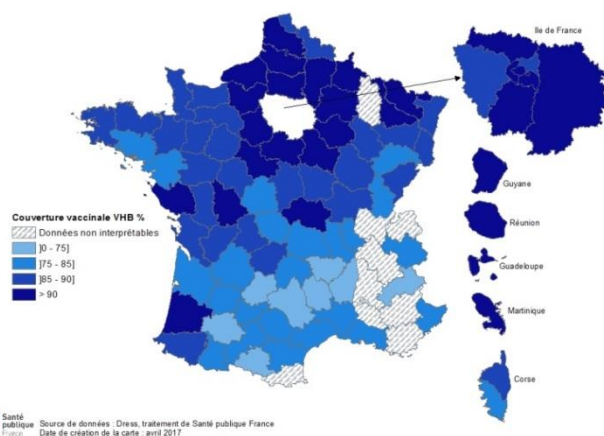 Ile de France
Guyane
Réunion
Guadeloupe
Martinique
Corse
Couverture vaccinale VHB %
Données non interprétables
]0 - 75]
]75 - 85]
]85 - 90]
> 90
Santé
publique
France
Source de données : Dress, traitement de Santé publique France
Date de création de la carte : avril 2017